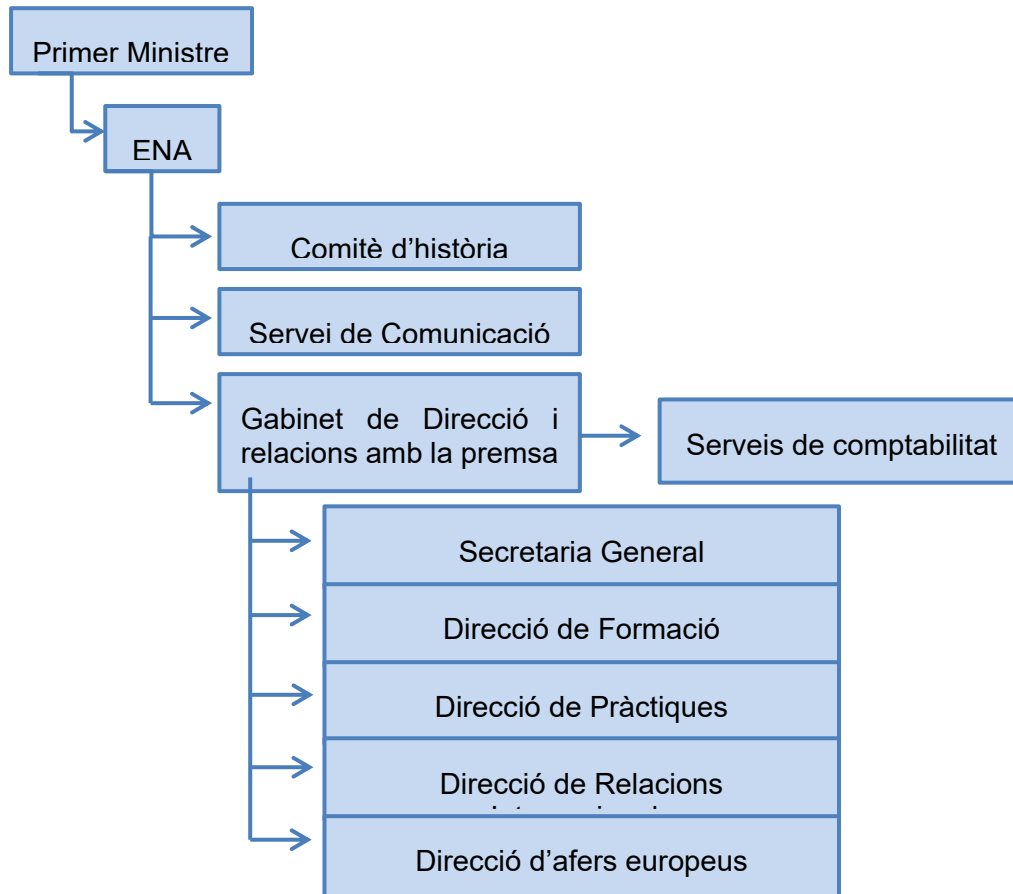 Primer Ministre
ENA
Comitè d’història
Servei de Comunicació
Gabinet de Direcció i
relacions amb la premsa
Serveis de comptabilitat
Secretaria General
Direcció de Formació
Direcció de Pràctiques
Direcció de Relacions
Direcció d’afers europeus